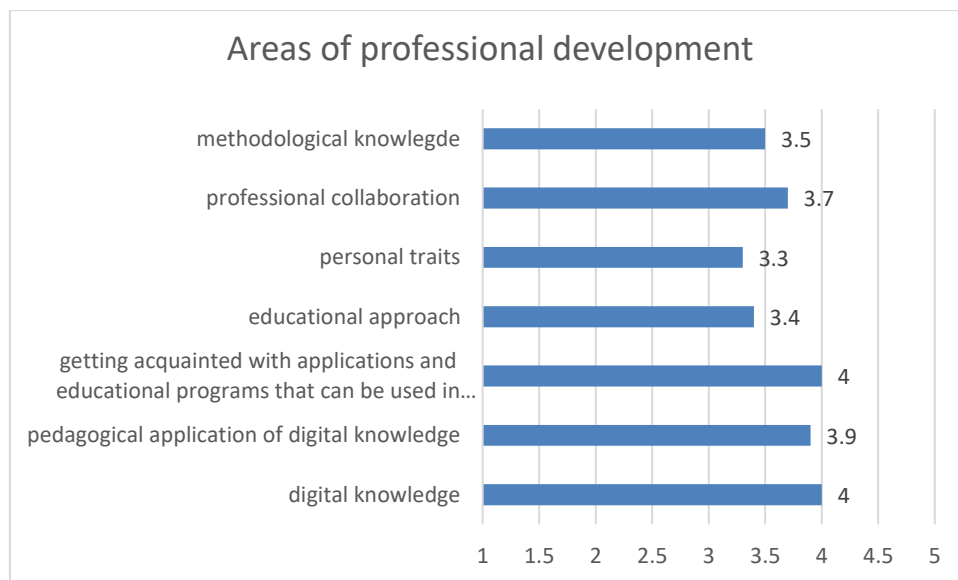 Areas of professional development
methodological knowlegde
3.5
professional collaboration
3.7
personal traits
3.3
educational approach
3.4
getting acquainted with applications and
educational programs that can be used in...
4
pedagogical application of digital knowledge
3.9
digital knowledge
4
1 1.5 2 2.5 3 3.5 4 4.5 5